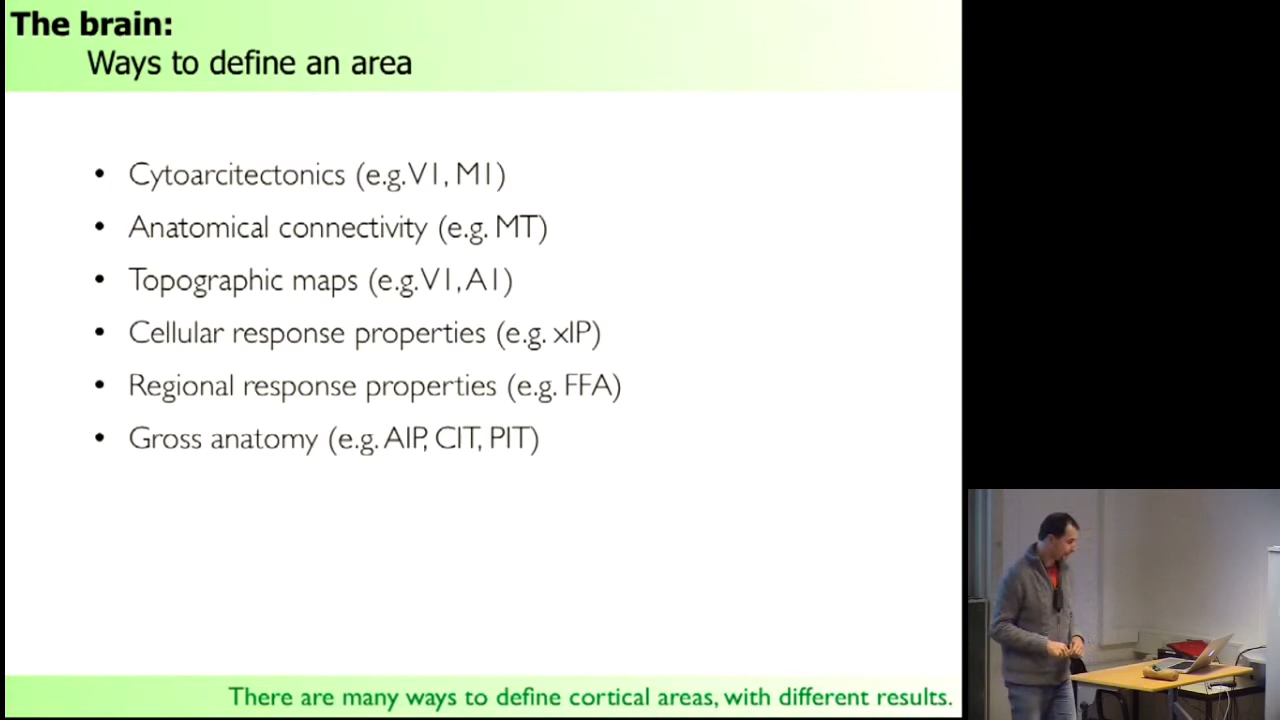 The brain:
Ways to define an area
• Cytoarcitectonics (e.g. V1, M1)
• Anatomical connectivity (e.g. MT)
• Topographic maps (e.g. V1, A1)
• Cellular response properties (e.g. xIP)
• Regional response properties (e.g. FFA)
• Gross anatomy (e.g. AIP, CIT, PIT)
There are many ways to define cortical areas, with different results.